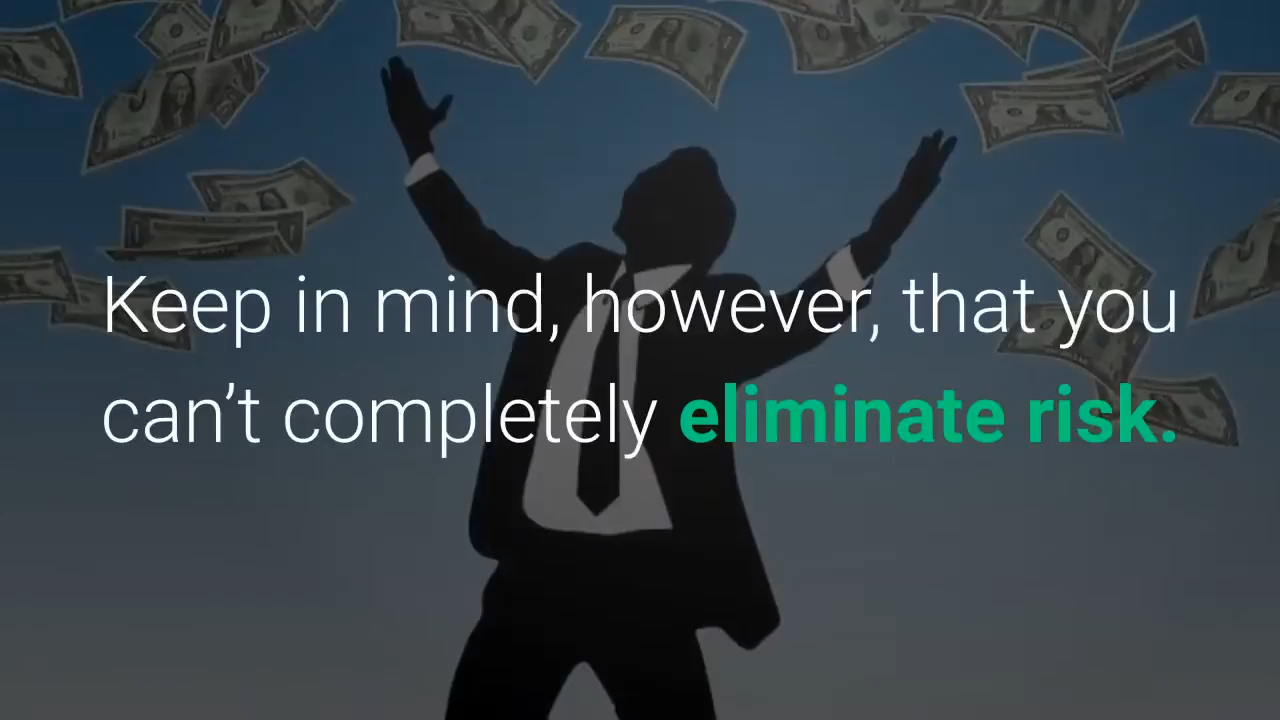 Keep in mind, however, that you
can’t completely eliminate risk.